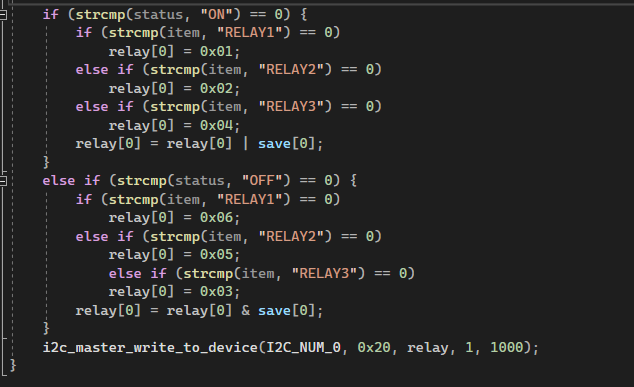 if (strcmp(status, "ON") == 0) {
if (strcmp(item, "RELAY1") == 0)
relay[0] = 0x01;
else if (strcmp(item, "RELAY2") == 0)
relay[0] = 0x02;
else if (strcmp(item, "RELAY3") == 0)
relay[0] = 0x04;
relay[0] = relay[0] | save[0];
}
else if (strcmp(status, "OFF") == 0) {
if (strcmp(item, "RELAY1") == 0)
relay[0] = 0x06;
else if (strcmp(item, "RELAY2") == 0)
relay[0] = 0x05;
else if (strcmp(item, "RELAY3") == 0)
relay[0] = 0x03;
relay[0] = relay[0] & save[0];
}
i2c_master_write_to_device(I2C_NUM_0, 0x20, relay, 1, 1000);
}